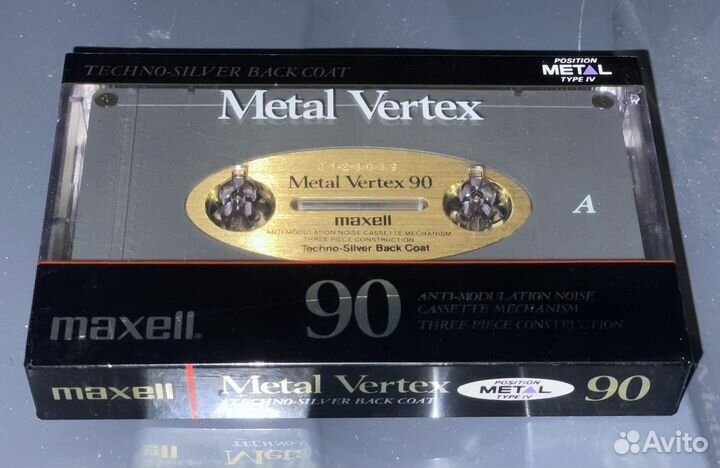 TECHNO-SILVER BACK COAT
POSITION
METAL
TYPE IV
Metal Vertex
Metal Vertex 90
maxell
ANTI-MODULATION NOISE CASSETTE MECHANISM
THREE-PIECE CONSTRUCTION
Techno-Silver Back Coat
A
maxell.
90
ANTI-MODULATION NOISE
CASSETTE MECHANISM
THREE-PIECE CONSTRUCTION
maxell
Metal Vertex
TECHNO-SILVER BACK COAT
POSITION
METAL
TYPE IV
90
Avito